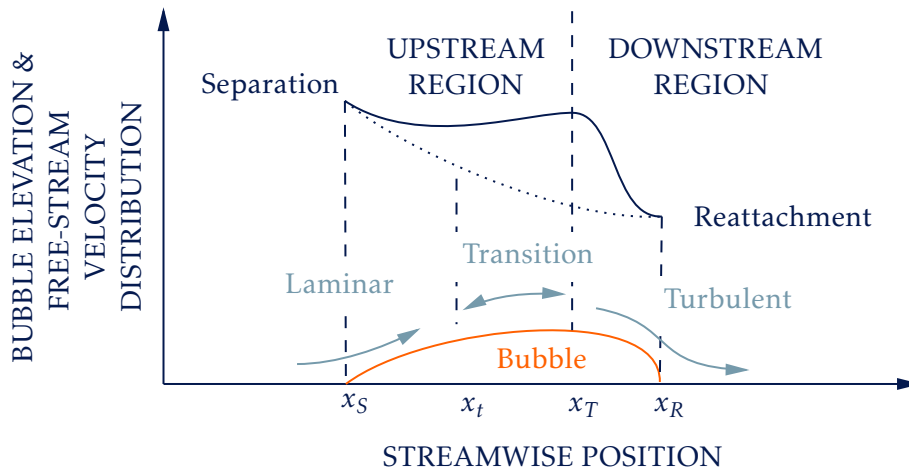 BUBBLE ELEVATION &
FREE-STREAM
VELOCITY
DISTRIBUTION
UPSTREAM
REGION
DOWNSTREAM
REGION
Separation
Reattachment
Transition
Laminar
Turbulent
Bubble
x_S
x_t
x_T
x_R
STREAMWISE POSITION